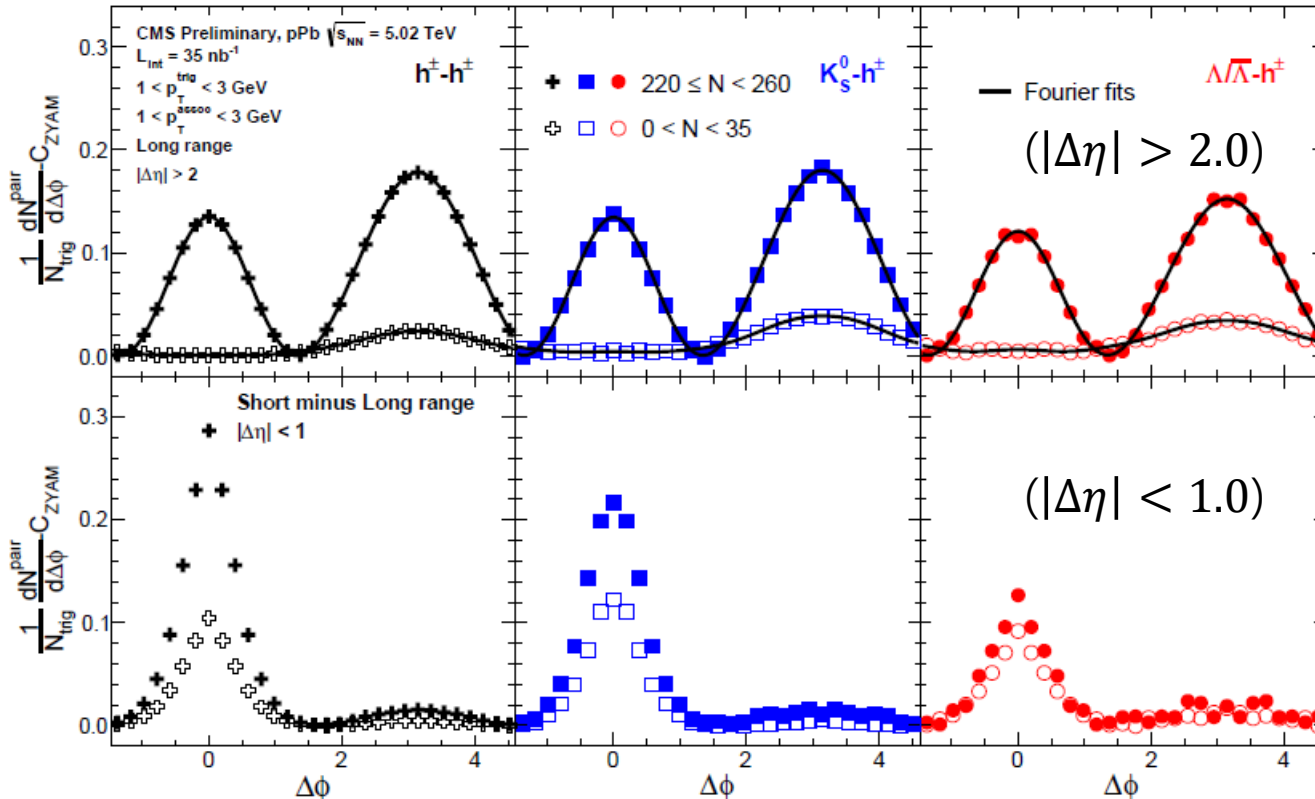 CMS Preliminary, pPb √s_NN = 5.02 TeV
L_int = 35 nb⁻¹
1 < p_T^trig < 3 GeV
1 < p_T^assoc < 3 GeV
Long range
|Δη| > 2
h±-h±
K_S^0-h±
220 ≤ N < 260
0 < N < 35
Λ/Λ̅-h±
Fourier fits
(|Δη| > 2.0)
1/N_trig dN^pair/dΔϕ -C_ZYAM
0.3
0.2
0.1
0.0
Short minus Long range
|Δη| < 1
(|Δη| < 1.0)
1/N_trig dN^pair/dΔϕ -C_ZYAM
0.3
0.2
0.1
0.0
0 2 4 0 2 4 0 2 4
Δϕ Δϕ Δϕ